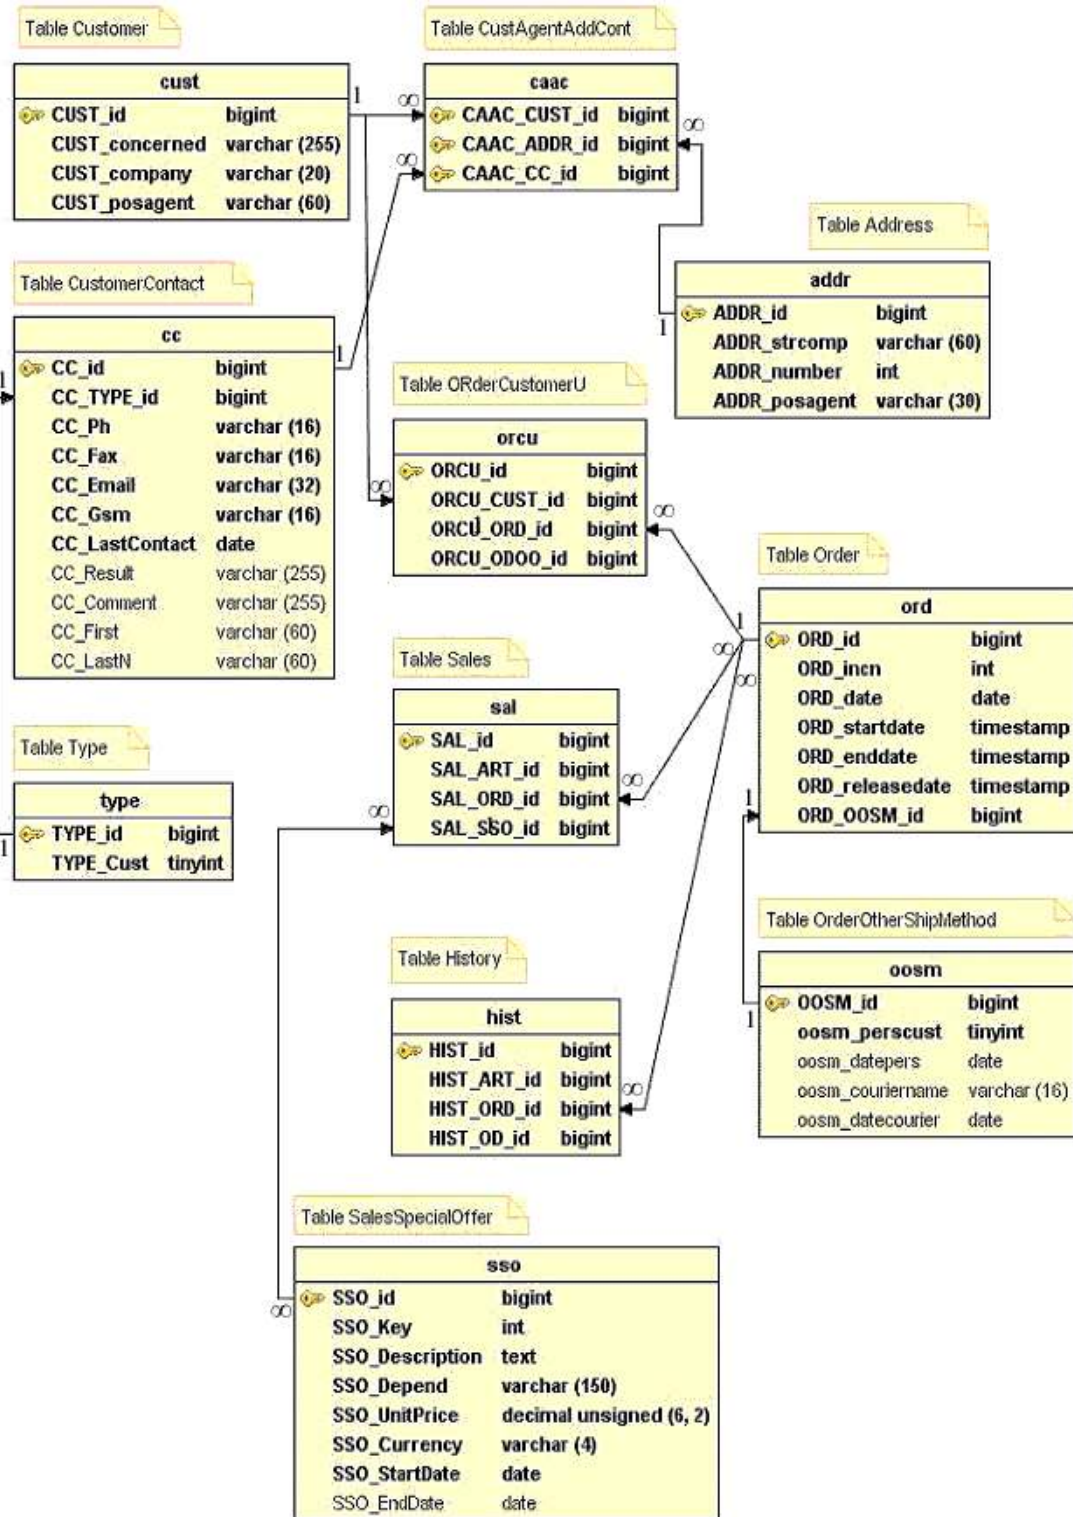 Table Customer
cust
CUST_id bigint
CUST_concerned varchar (255)
CUST_company varchar (20)
CUST_posagent varchar (60)
Table CustAgentAddCont
caac
CAAC_CUST_id bigint
CAAC_ADDR_id bigint
CAAC_CC_id bigint
1
∞
∞
∞
Table Address
addr
ADDR_id bigint
ADDR_strcomp varchar (60)
ADDR_number int
ADDR_posagent varchar (30)
1
Table CustomerContact
cc
CC_id bigint
CC_TYPE_id bigint
CC_Ph varchar (16)
CC_Fax varchar (16)
CC_Email varchar (32)
CC_Gsm varchar (16)
CC_LastContact date
CC_Result varchar (255)
CC_Comment varchar (255)
CC_First varchar (60)
CC_LastN varchar (60)
1
1
Table ORderCustomerU
orcu
ORCU_id bigint
ORCU_CUST_id bigint
ORCU_ORD_id bigint
ORCU_ODOO_id bigint
∞
∞
Table Order
ord
ORD_id bigint
ORD_incn int
ORD_date date
ORD_startdate timestamp
ORD_enddate timestamp
ORD_releasedate timestamp
ORD_OOSM_id bigint
1
∞
∞
1
Table Sales
sal
SAL_id bigint
SAL_ART_id bigint
SAL_ORD_id bigint
SAL_SSO_id bigint
∞
∞
Table Type
type
TYPE_id bigint
TYPE_Cust tinyint
1
Table OrderOtherShipMethod
oosm
OOSM_id bigint
oosm_perscust tinyint
oosm_datepers date
oosm_couriername varchar (16)
oosm_datecourier date
1
Table History
hist
HIST_id bigint
HIST_ART_id bigint
HIST_ORD_id bigint
HIST_OD_id bigint
∞
Table SalesSpecialOffer
sso
SSO_id bigint
SSO_Key int
SSO_Description text
SSO_Depend varchar (150)
SSO_UnitPrice decimal unsigned (6, 2)
SSO_Currency varchar (4)
SSO_StartDate date
SSO_EndDate date
∞